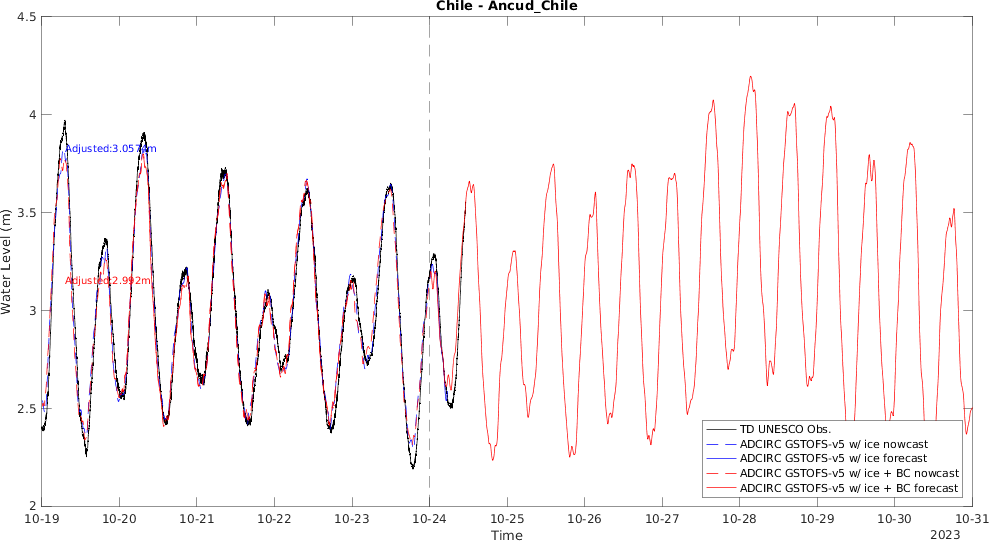 Chile - Ancud_Chile
4.5
4
3.5
3
2.5
2
Water Level (m)
Adjusted:3.0574m
Adjusted:2.992m
TD UNESCO Obs.
ADCIRC GSTOFS-v5 w/ ice nowcast
ADCIRC GSTOFS-v5 w/ ice forecast
ADCIRC GSTOFS-v5 w/ ice + BC nowcast
ADCIRC GSTOFS-v5 w/ ice + BC forecast
10-19 10-20 10-21 10-22 10-23 10-24 10-25 10-26 10-27 10-28 10-29 10-30 10-31
Time
2023